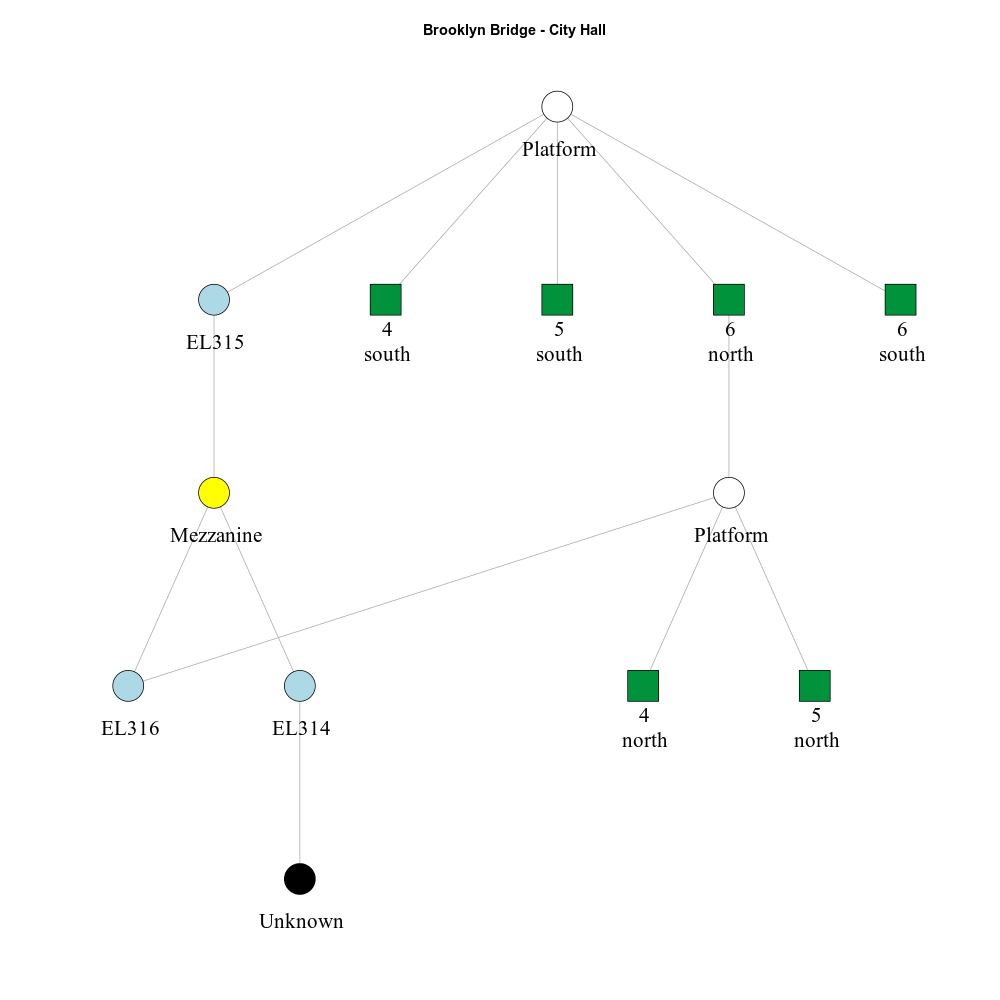 Brooklyn Bridge - City Hall
Platform
EL315
4
south
5
south
6
north
6
south
Mezzanine
Platform
EL316
EL314
4
north
5
north
Unknown